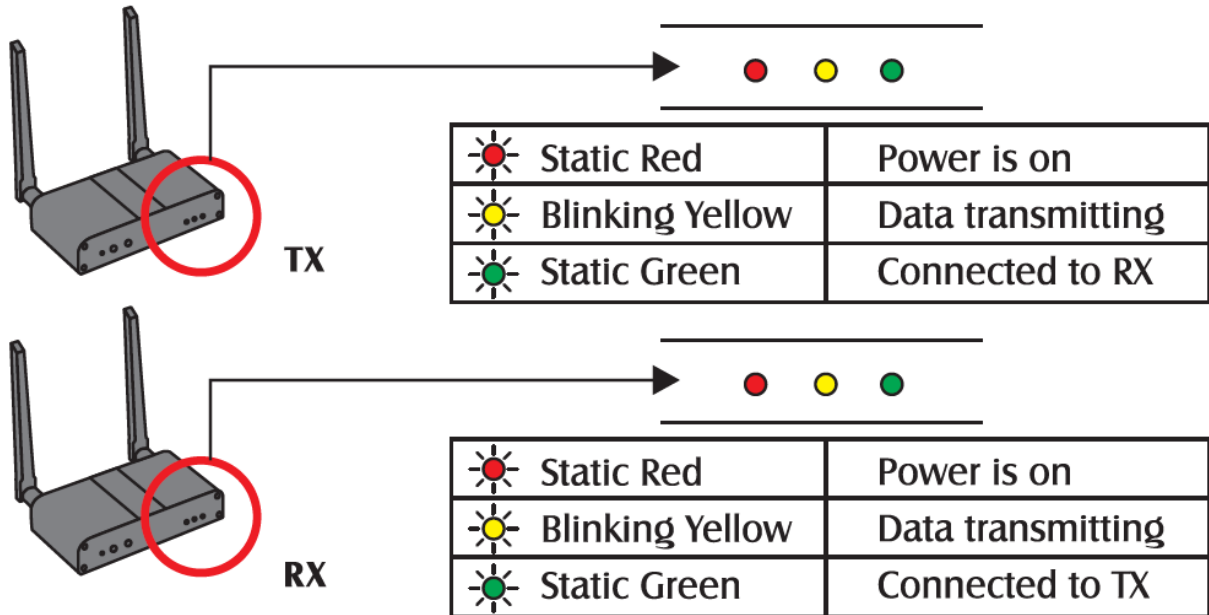 Static Red Power is on
Blinking Yellow Data transmitting
Static Green Connected to RX
TX
Static Red Power is on
Blinking Yellow Data transmitting
Static Green Connected to TX
RX